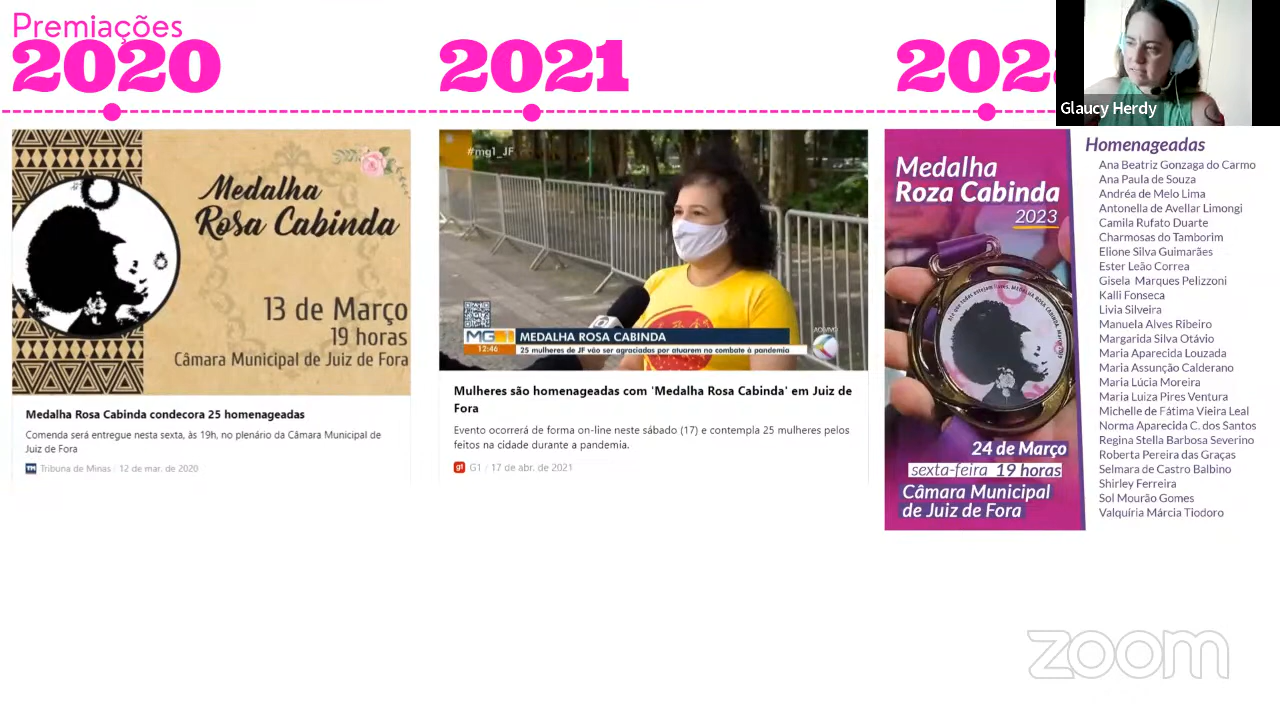 Premiações
2020
2021
202
Glaucy Herdy
Medalha
Rosa Cabinda
13 de Março
19 horas
Câmara Municipal de Juiz de Fora
Medalha Rosa Cabinda condecora 25 homenageadas
Comenda será entregue nesta sexta, às 19h, no plenário da Câmara Municipal de
Juiz de Fora
TM Tribuna de Minas | 12 de mar. de 2020
#mg1_JF
MG1
12:46
MEDALHA ROSA CABINDA
25 mulheres de JF vão ser agraciadas por atuarem no combate à pandemia
AO VIVO
Mulheres são homenageadas com 'Medalha Rosa Cabinda' em Juiz de
Fora
Evento ocorrerá de forma on-line neste sábado (17) e contempla 25 mulheres pelos
feitos na cidade durante a pandemia.
g1 G1 / 17 de abr. de 2021
Medalha
Roza Cabinda
2023
24 de Março
sexta-feira 19 horas
Câmara Municipal
de Juiz de Fora
Homenageadas
Ana Beatriz Gonzaga do Carmo
Ana Paula de Souza
Andréa de Melo Lima
Antonella de Avellar Limongi
Camila Rufato Duarte
Charmosas do Tamborim
Elione Silva Guimarães
Ester Leão Correa
Gisela Marques Pelizzoni
Kalli Fonseca
Livia Silveira
Manuela Alves Ribeiro
Margarida Silva Otávio
Maria Aparecida Louzada
Maria Assunção Calderano
Maria Lúcia Moreira
Maria Luiza Pires Ventura
Michelle de Fátima Vieira Leal
Norma Aparecida C. dos Santos
Regina Stella Barbosa Severino
Roberta Pereira das Graças
Selmara de Castro Balbino
Shirley Ferreira
Sol Mourão Gomes
Valquíria Márcia Tiodoro
zoom